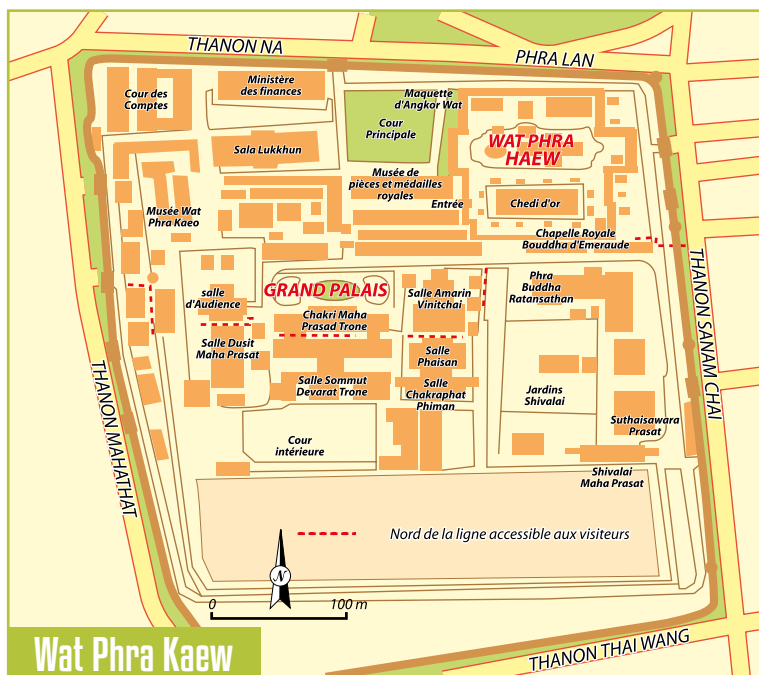 THANON NA
PHRA LAN
Cour des
Comptes
Ministère
des finances
Maquette
d'Angkor Wat
Cour
Principale
WAT PHRA
HAEW
Sala Lukkhun
Musée de
pièces et médailles
royales
Entrée
Chedi d'or
Musée Wat
Phra Kaeo
Chapelle Royale
Bouddha d'Emeraude
THANON SANAM CHAI
salle
d'Audience
GRAND PALAIS
Salle Amarin
Vinitchai
Phra
Buddha
Ratansathan
Chakri Maha
Prasad Trone
Salle Dusit
Maha Prasat
Salle
Phaisan
Salle Sommut
Devarat Trone
Salle
Chakraphat
Phiman
Jardins
Shivalai
Suthaisawara
Prasat
THANON MAHATHAT
Cour
intérieure
Shivalai
Maha Prasat
Nord de la ligne accessible aux visiteurs
N
0 100 m
THANON THAI WANG
Wat Phra Kaew